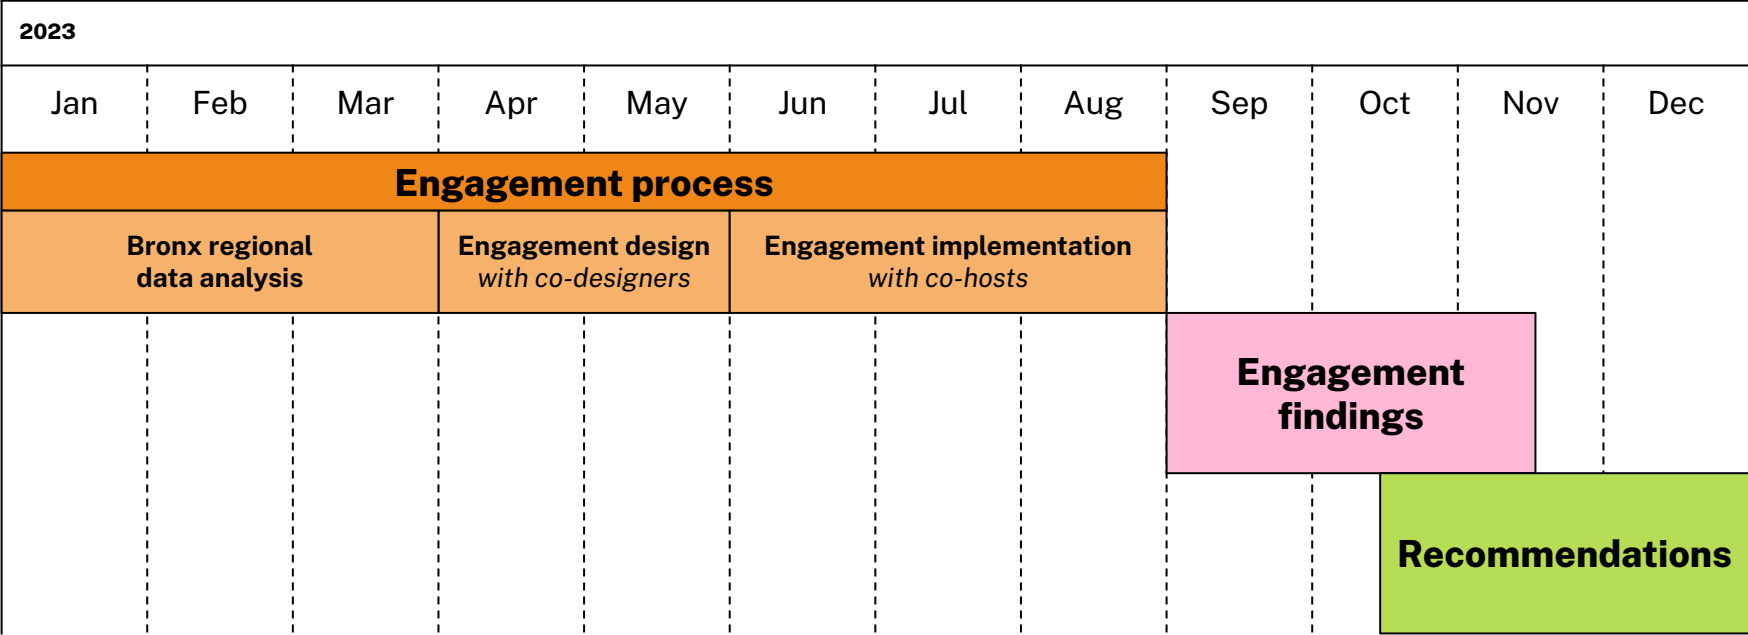 2023
Jan Feb Mar Apr May Jun Jul Aug Sep Oct Nov Dec
Engagement process
Bronx regional
data analysis
Engagement design
with co-designers
Engagement implementation
with co-hosts
Engagement
findings
Recommendations